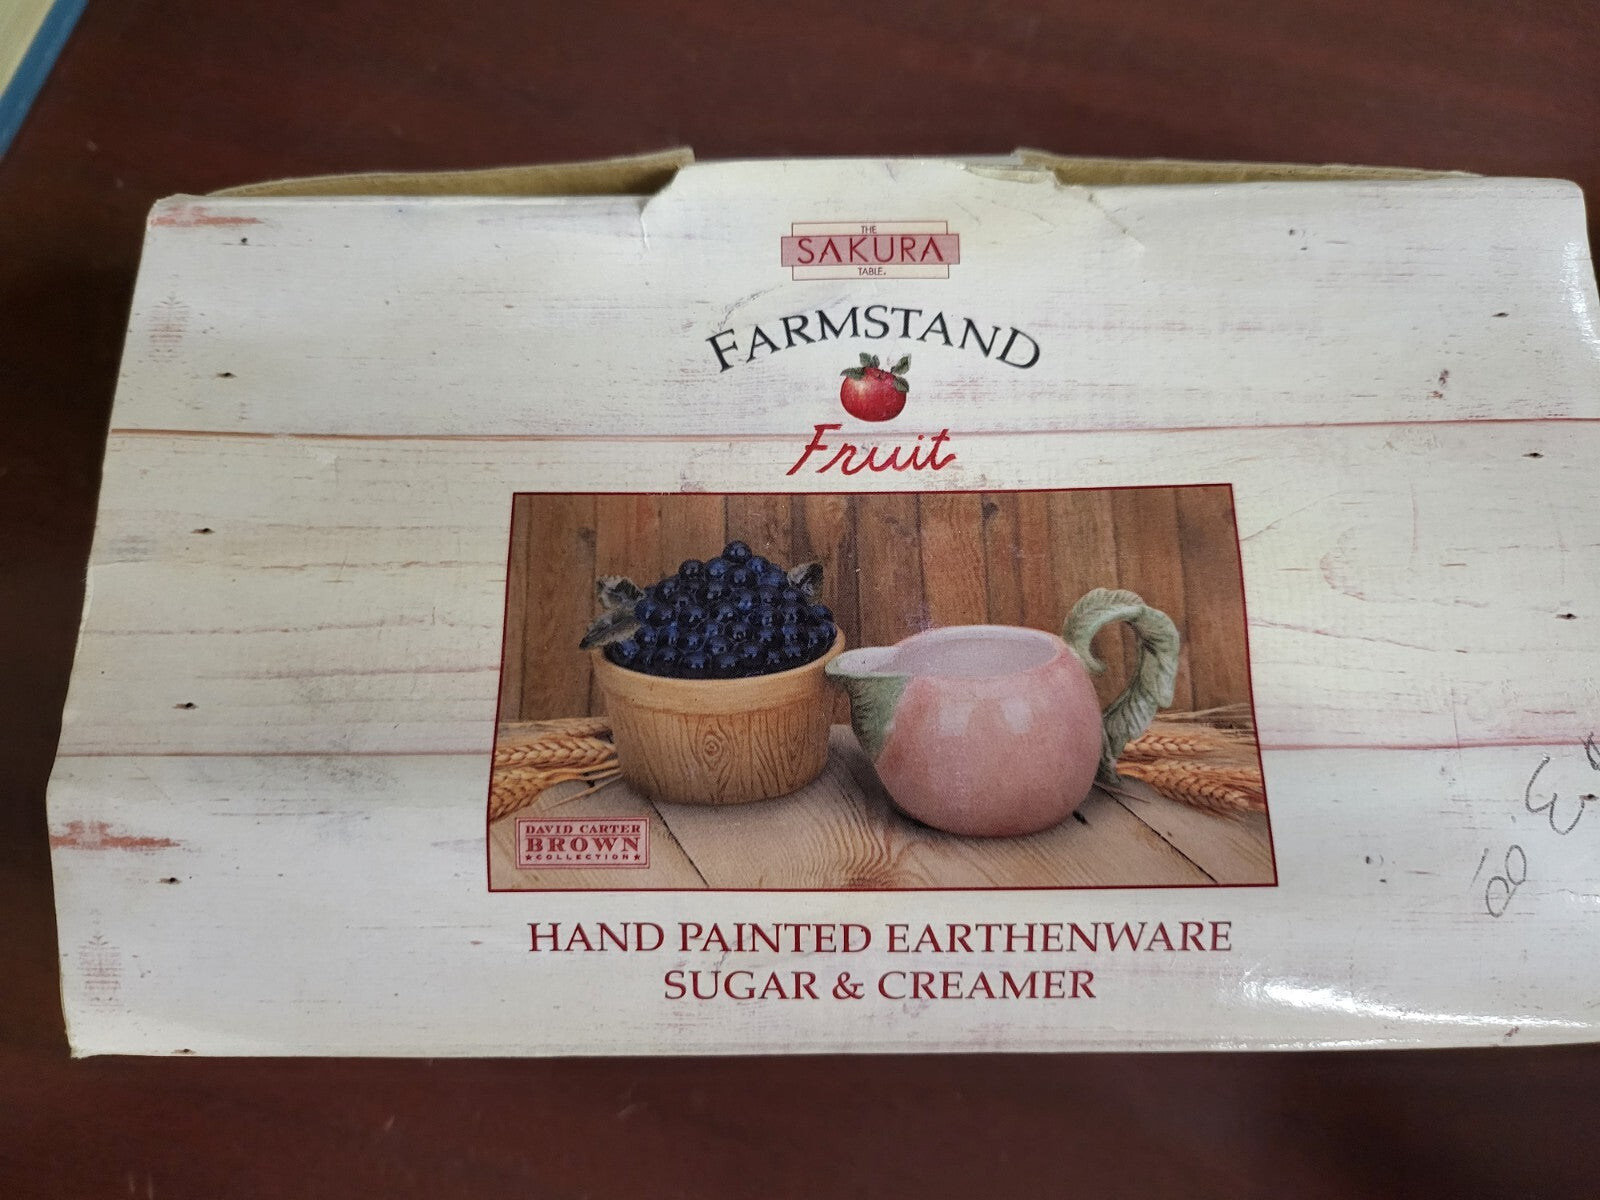 THE
SAKURA
TABLE.
FARMSTAND
Fruit
DAVID CARTER
BROWN
★COLLECTION★
HAND PAINTED EARTHENWARE
SUGAR & CREAMER